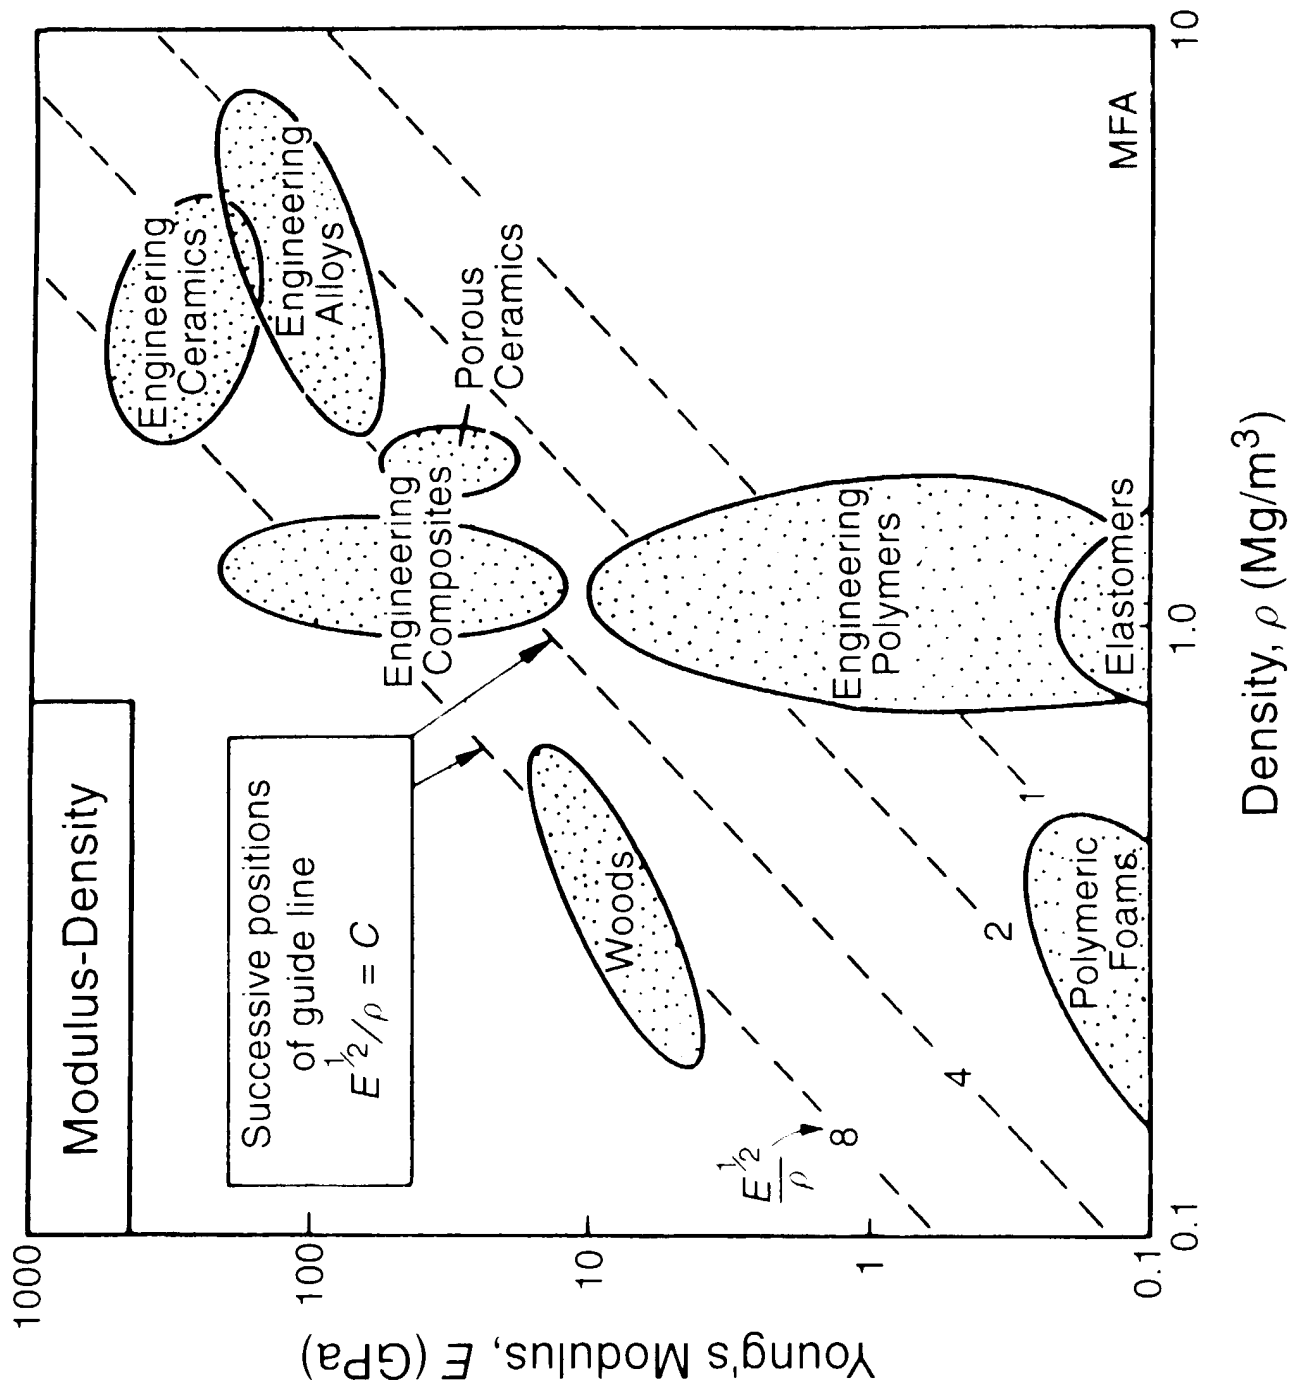 Modulus-Density
Successive positions
of guide line
E½/ρ = C
Engineering
Ceramics
Engineering
Alloys
Porous
Ceramics
Engineering
Composites
Woods
Engineering
Polymers
Elastomers
Polymeric
Foams
E½/ρ
8
4
2
1
MFA
1000
100
10
1
0.1
Young's Modulus, E (GPa)
0.1
1.0
10
Density, ρ (Mg/m³)